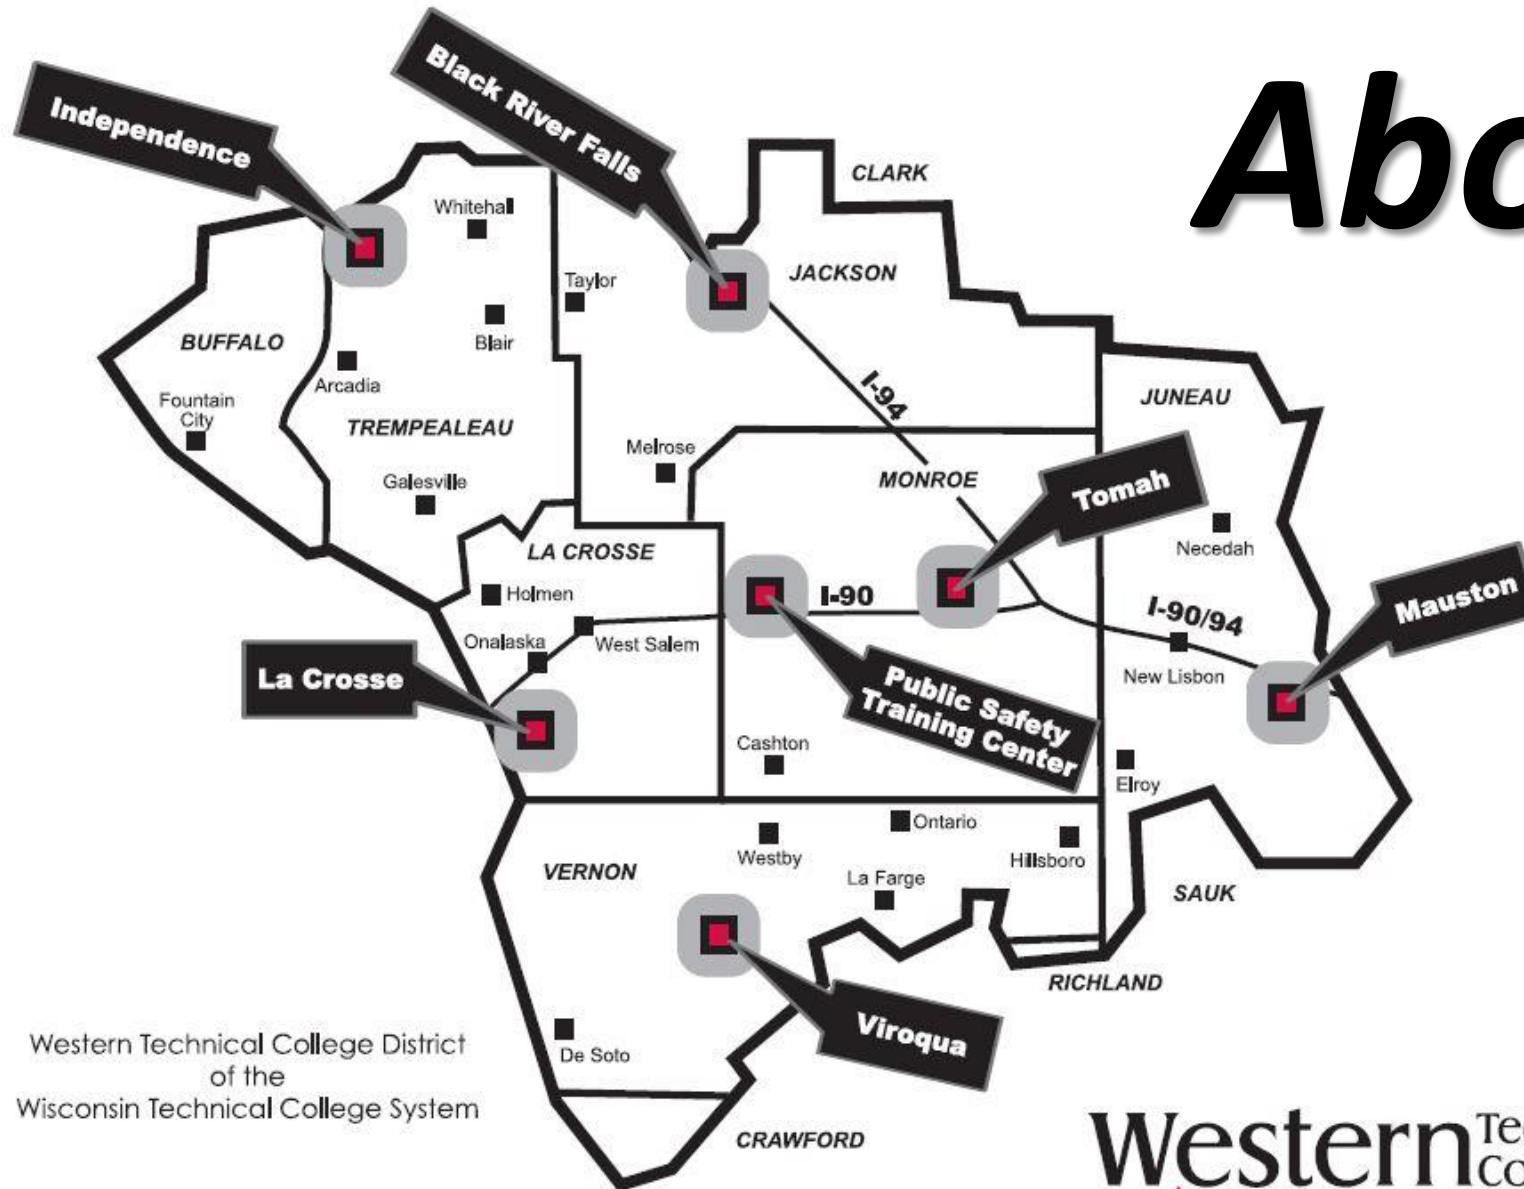 Abo
Independence
Black River Falls
CLARK
Whitehall
JACKSON
Taylor
BUFFALO
Blair
Arcadia
I-94
JUNEAU
Fountain
City
TREMPEALEAU
Melrose
MONROE
Tomah
Galesville
Necedah
LA CROSSE
Holmen
I-90
Mauston
I-90/94
Onalaska
West Salem
La Crosse
New Lisbon
Public Safety
Training Center
Cashton
Elroy
Ontario
Westby
Hillsboro
VERNON
La Farge
SAUK
RICHLAND
Viroqua
De Soto
Western Technical College District
of the
Wisconsin Technical College System
CRAWFORD
Western